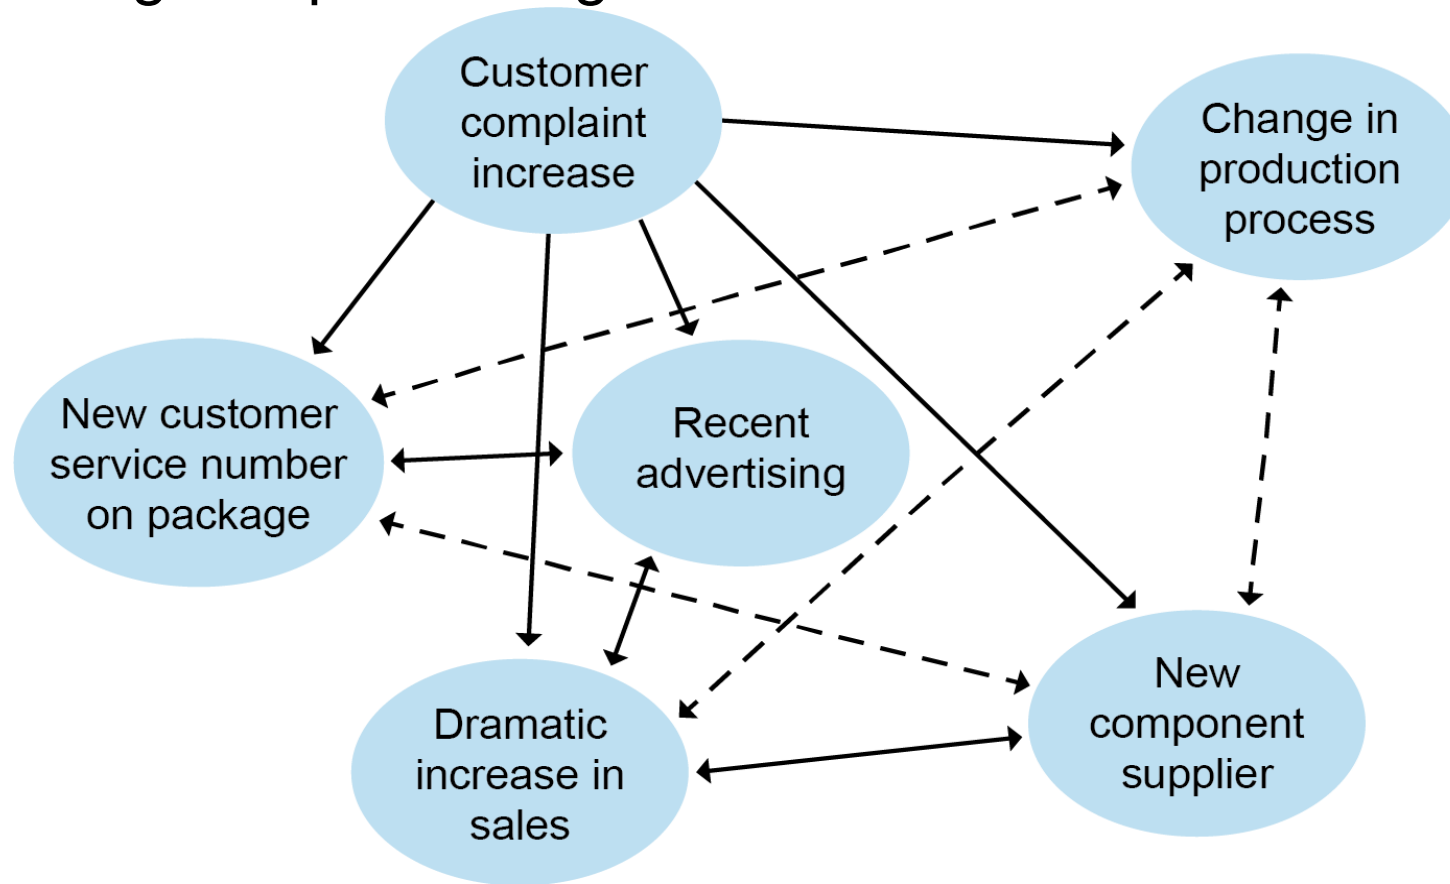 Customer
complaint
increase
Change in
production
process
New customer
service number
on package
Recent
advertising
Dramatic
increase in
sales
New
component
supplier